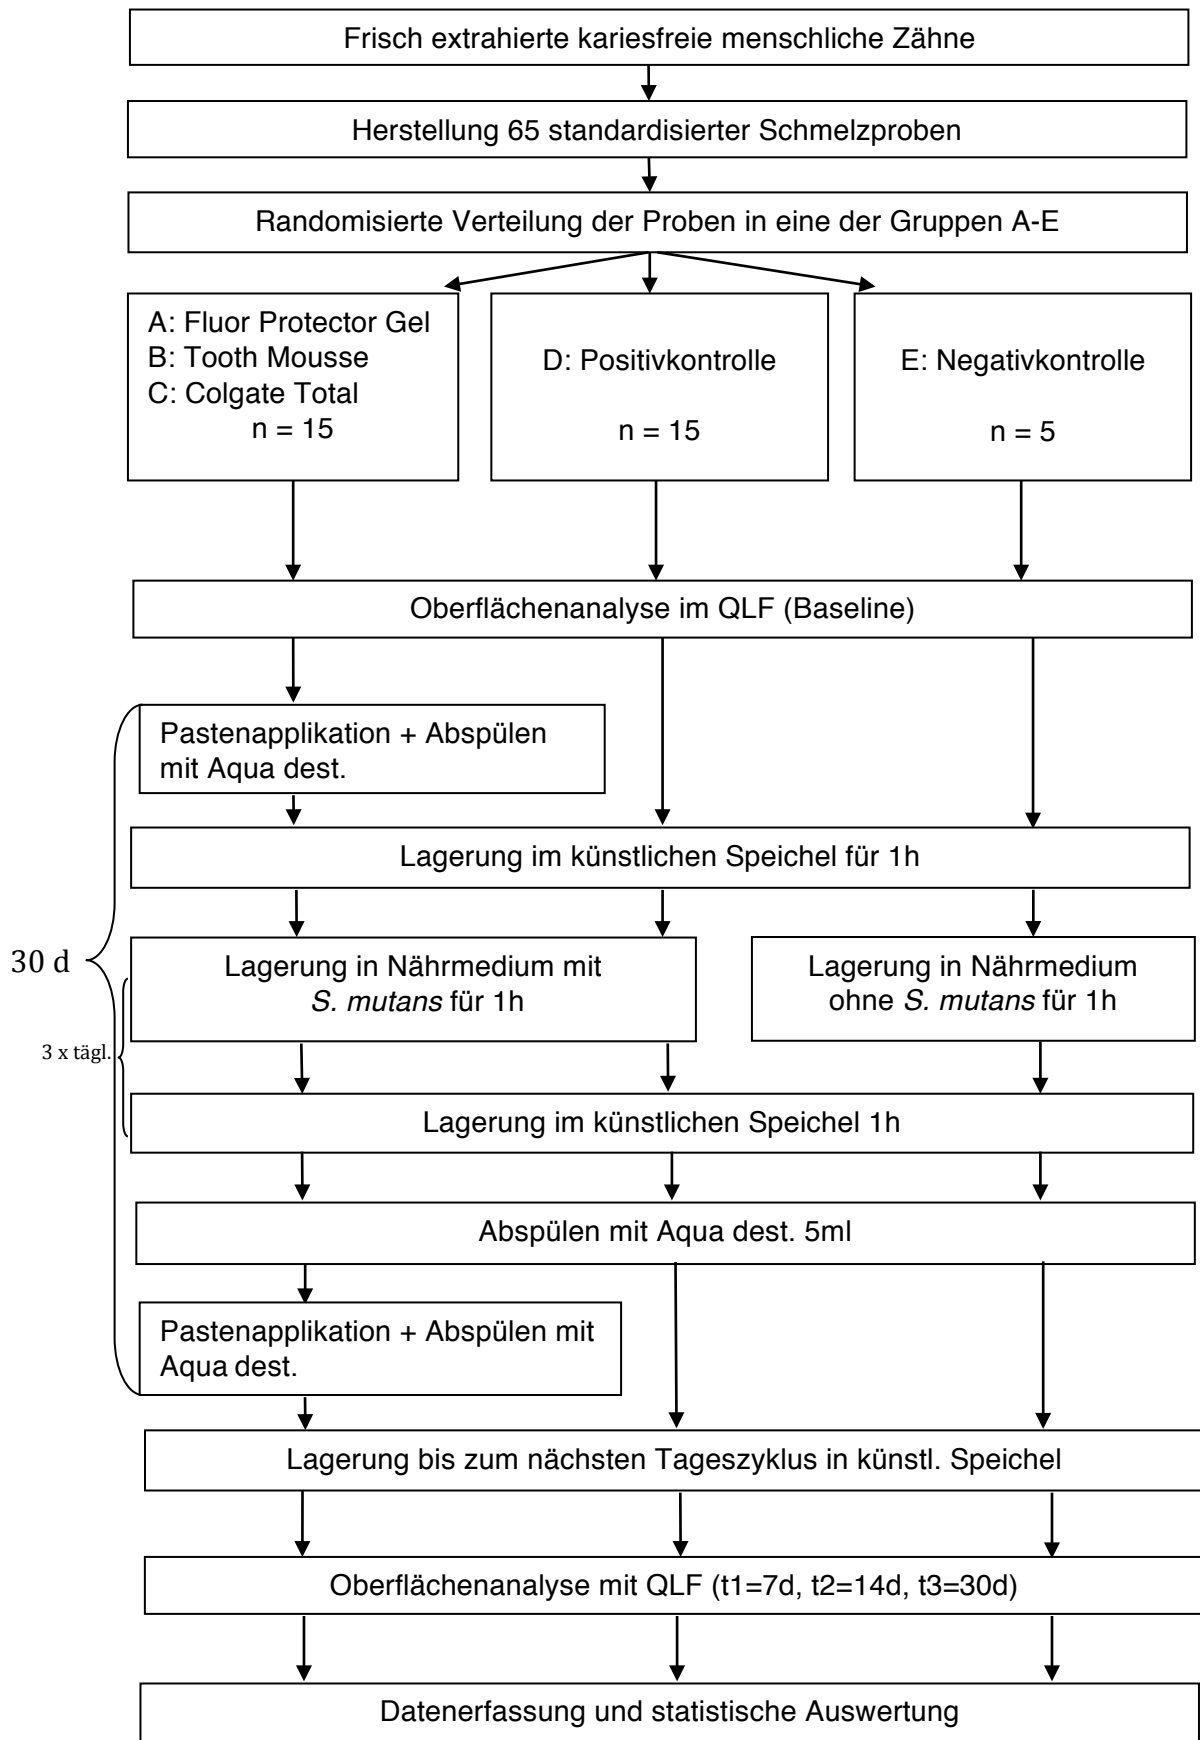 Frisch extrahierte kariesfreie menschliche Zähne
Herstellung 65 standardisierter Schmelzproben
Randomisierte Verteilung der Proben in eine der Gruppen A-E
A: Fluor Protector Gel
B: Tooth Mousse
C: Colgate Total
n = 15
D: Positivkontrolle
n = 15
E: Negativkontrolle
n = 5
Oberflächenanalyse im QLF (Baseline)
Pastenapplikation + Abspülen
mit Aqua dest.
Lagerung im künstlichen Speichel für 1h
30 d
Lagerung in Nährmedium mit
S. mutans für 1h
Lagerung in Nährmedium
ohne S. mutans für 1h
3 x tägl.
Lagerung im künstlichen Speichel 1h
Abspülen mit Aqua dest. 5ml
Pastenapplikation + Abspülen mit
Aqua dest.
Lagerung bis zum nächsten Tageszyklus in künstl. Speichel
Oberflächenanalyse mit QLF (t1=7d, t2=14d, t3=30d)
Datenerfassung und statistische Auswertung